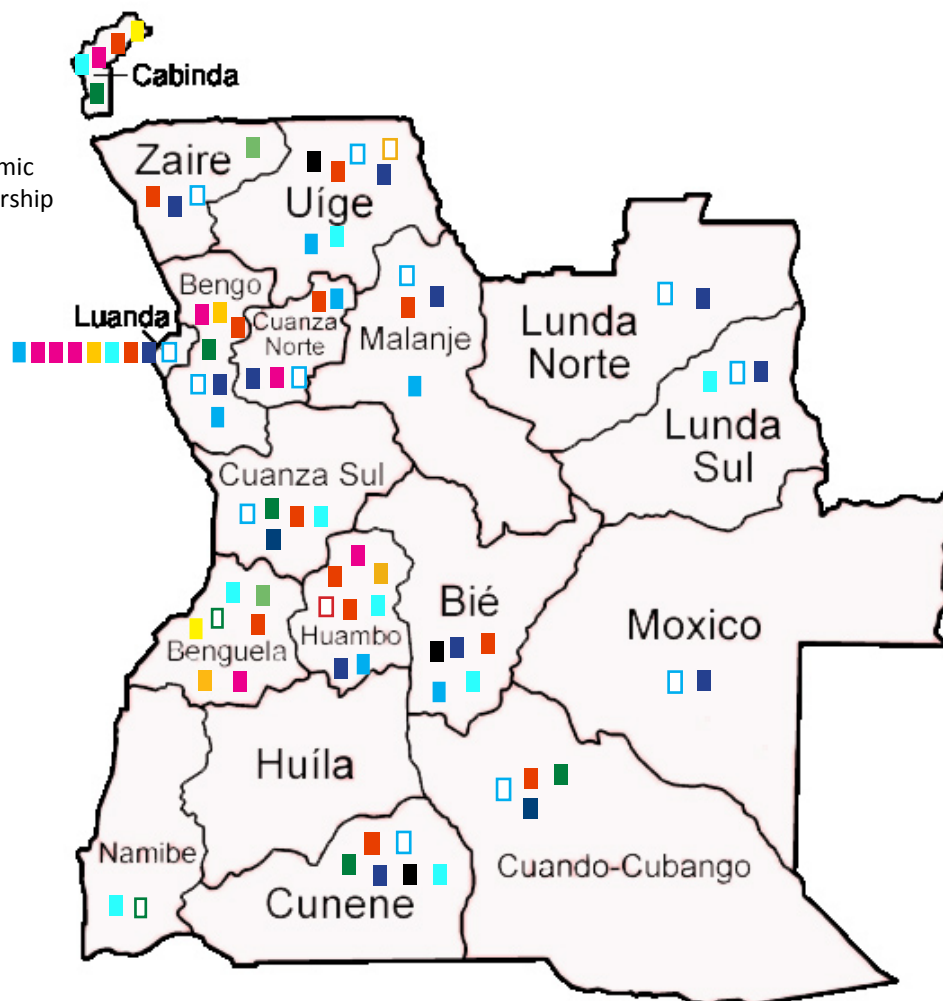 Cabinda
mic
rship
Zaire
Uíge
Bengo
Luanda
Cuanza
Norte
Malanje
Lunda
Norte
Lunda
Sul
Cuanza Sul
Bié
Huambo
Benguela
Moxico
Huíla
Namibe
Cunene
Cuando-Cubango